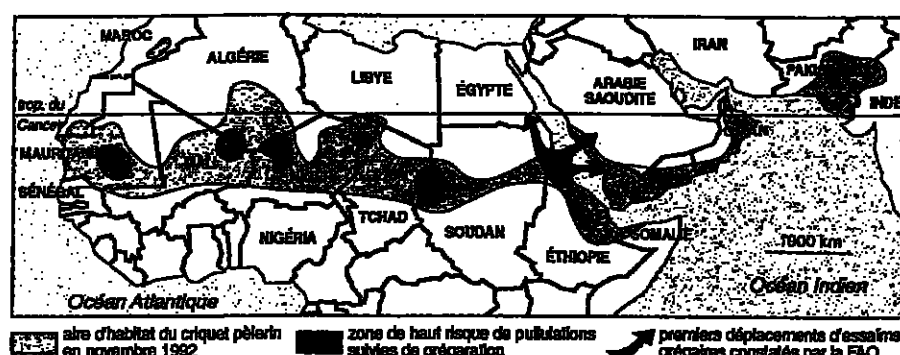 MAROC
ALGÉRIE
LIBYE
ÉGYPTE
ARABIE
SAOUDITE
IRAN
INDE
trop. du
Cancer
SÉNÉGAL
NIGÉRIA
TCHAD
SOUDAN
ÉTHIOPIE
SOMALIE
1000 km
Océan Atlantique
Océan Indien
aire d'habitat du criquet pèlerin
en novembre 1992
zone de haut risque de pullulations
suivies de grégarisation
premiers déplacements d'essaims
grégaires constatés par la FAO